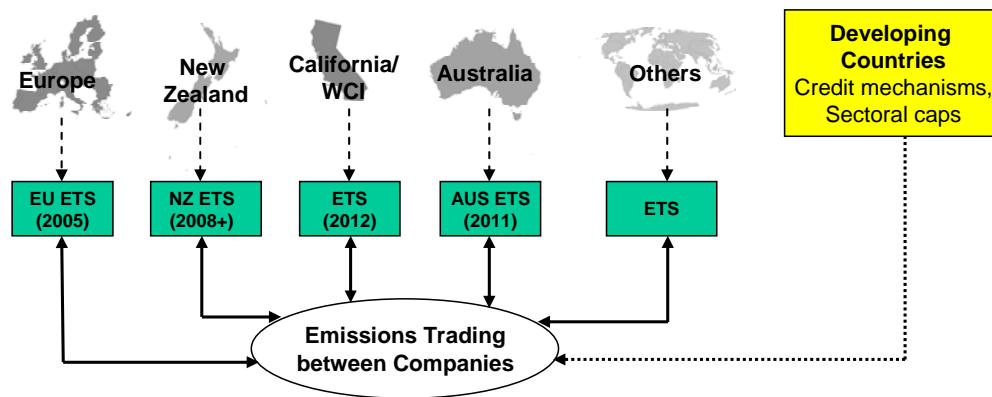 Europe
New
Zealand
California/
WCI
Australia
Others
Developing
Countries
Credit mechanisms,
Sectoral caps
EU ETS
(2005)
NZ ETS
(2008+)
ETS
(2012)
AUS ETS
(2011)
ETS
Emissions Trading
between Companies